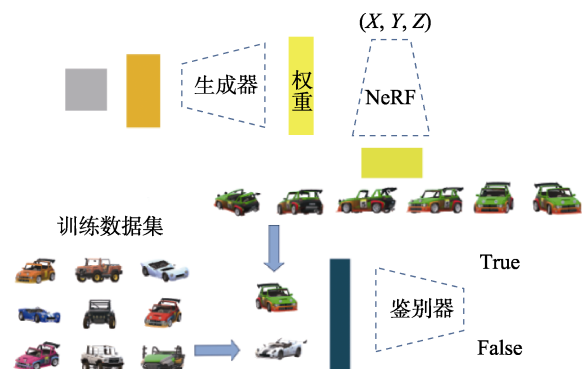 (X, Y, Z)
生成器
权重
NeRF
训练数据集
True
鉴别器
False